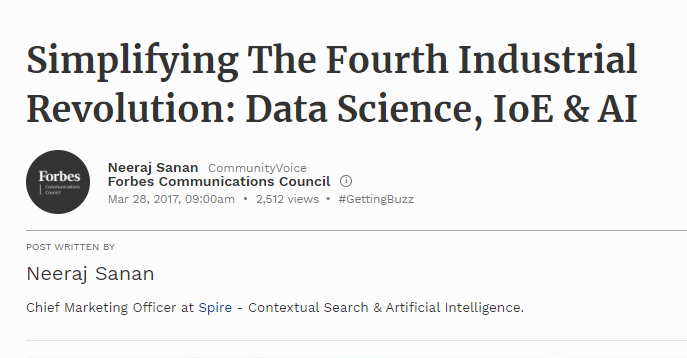 Simplifying The Fourth Industrial
Revolution: Data Science, IoE & AI
Forbes
Communications
Council
Neeraj Sanan CommunityVoice
Forbes Communications Council
Mar 28, 2017, 09:00am • 2,512 views • #GettingBuzz
POST WRITTEN BY
Neeraj Sanan
Chief Marketing Officer at Spire - Contextual Search & Artificial Intelligence.